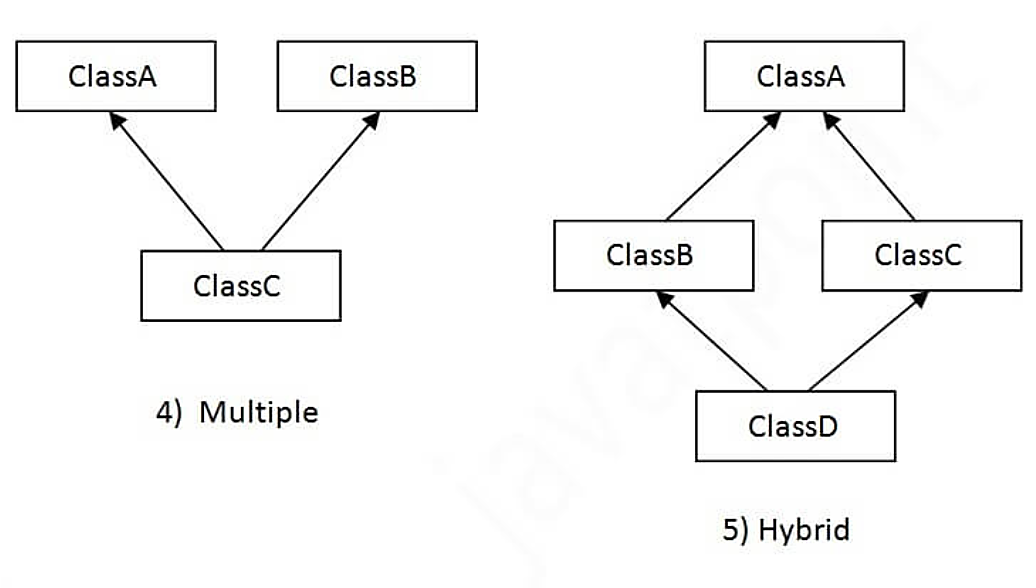 ClassA
ClassB
ClassC
4) Multiple
ClassA
ClassB
ClassC
ClassD
5) Hybrid